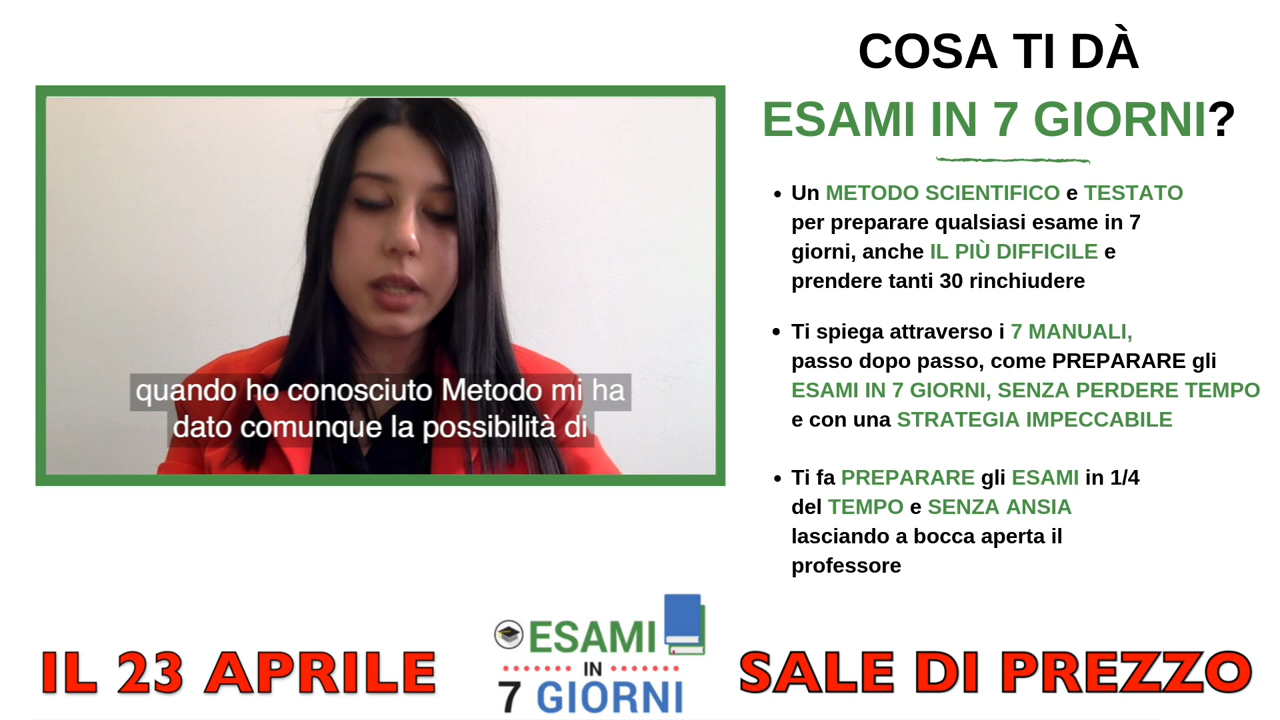 COSA TI DÀ
ESAMI IN 7 GIORNI?
Un METODO SCIENTIFICO e TESTATO
per preparare qualsiasi esame in 7
giorni, anche IL PIÙ DIFFICILE e
prendere tanti 30 rinchiudere
Ti spiega attraverso i 7 MANUALI,
passo dopo passo, come PREPARARE gli
ESAMI IN 7 GIORNI, SENZA PERDERE TEMPO
e con una STRATEGIA IMPECCABILE
Ti fa PREPARARE gli ESAMI in 1/4
del TEMPO e SENZA ANSIA
lasciando a bocca aperta il
professore
quando ho conosciuto Metodo mi ha
dato comunque la possibilità di
IL 23 APRILE
ESAMI
IN
7 GIORNI
SALE DI PREZZO